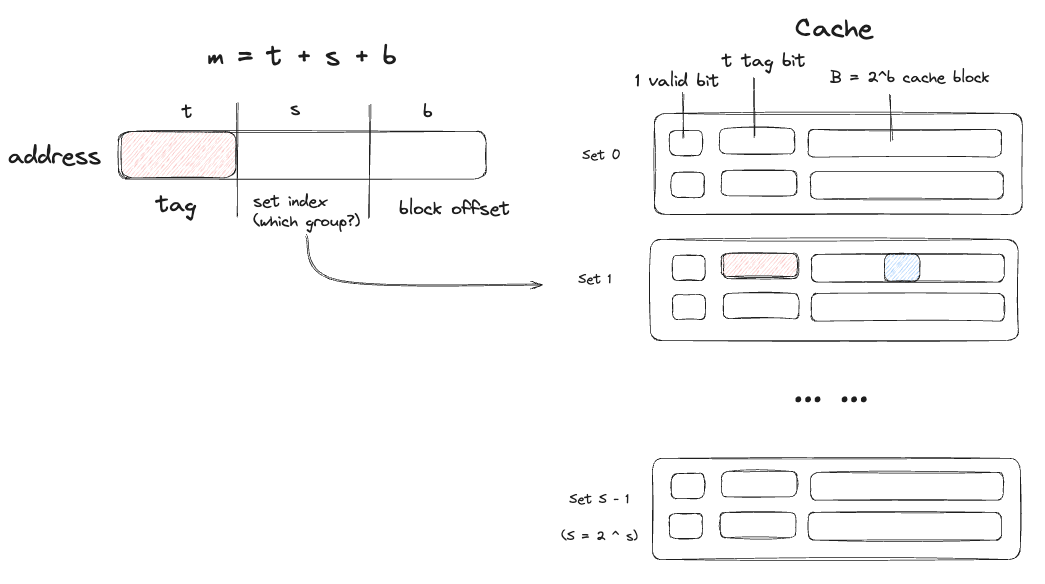 Cache
m = t + s + b
t tag bit
1 valid bit
B = 2^b cache block
t
s
b
address
Set 0
tag
set index
(which group?)
block offset
Set 1
... ...
Set S - 1
(S = 2 ^ s)